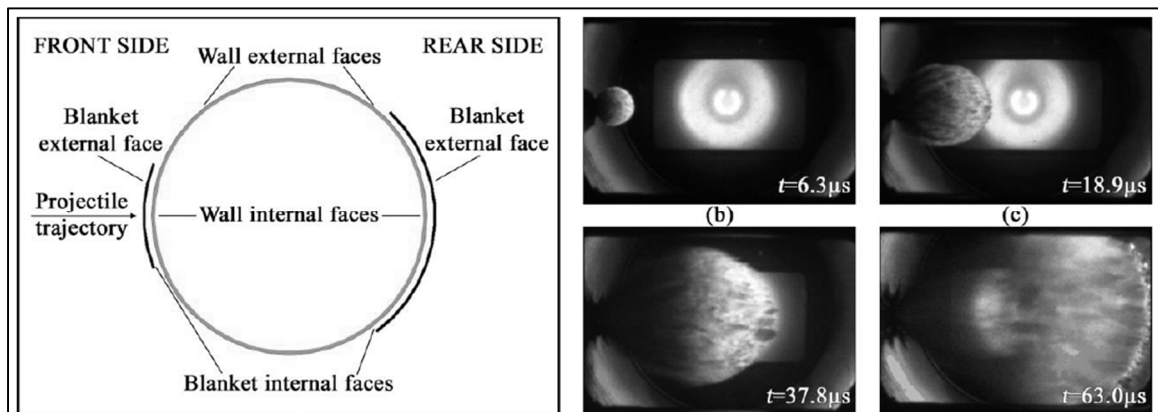 FRONT SIDE
REAR SIDE
Wall external faces
Blanket
external face
Blanket
external face
Projectile
trajectory
Wall internal faces
Blanket internal faces
t=6.3µs
t=18.9µs
(b)
(c)
t=37.8µs
t=63.0µs